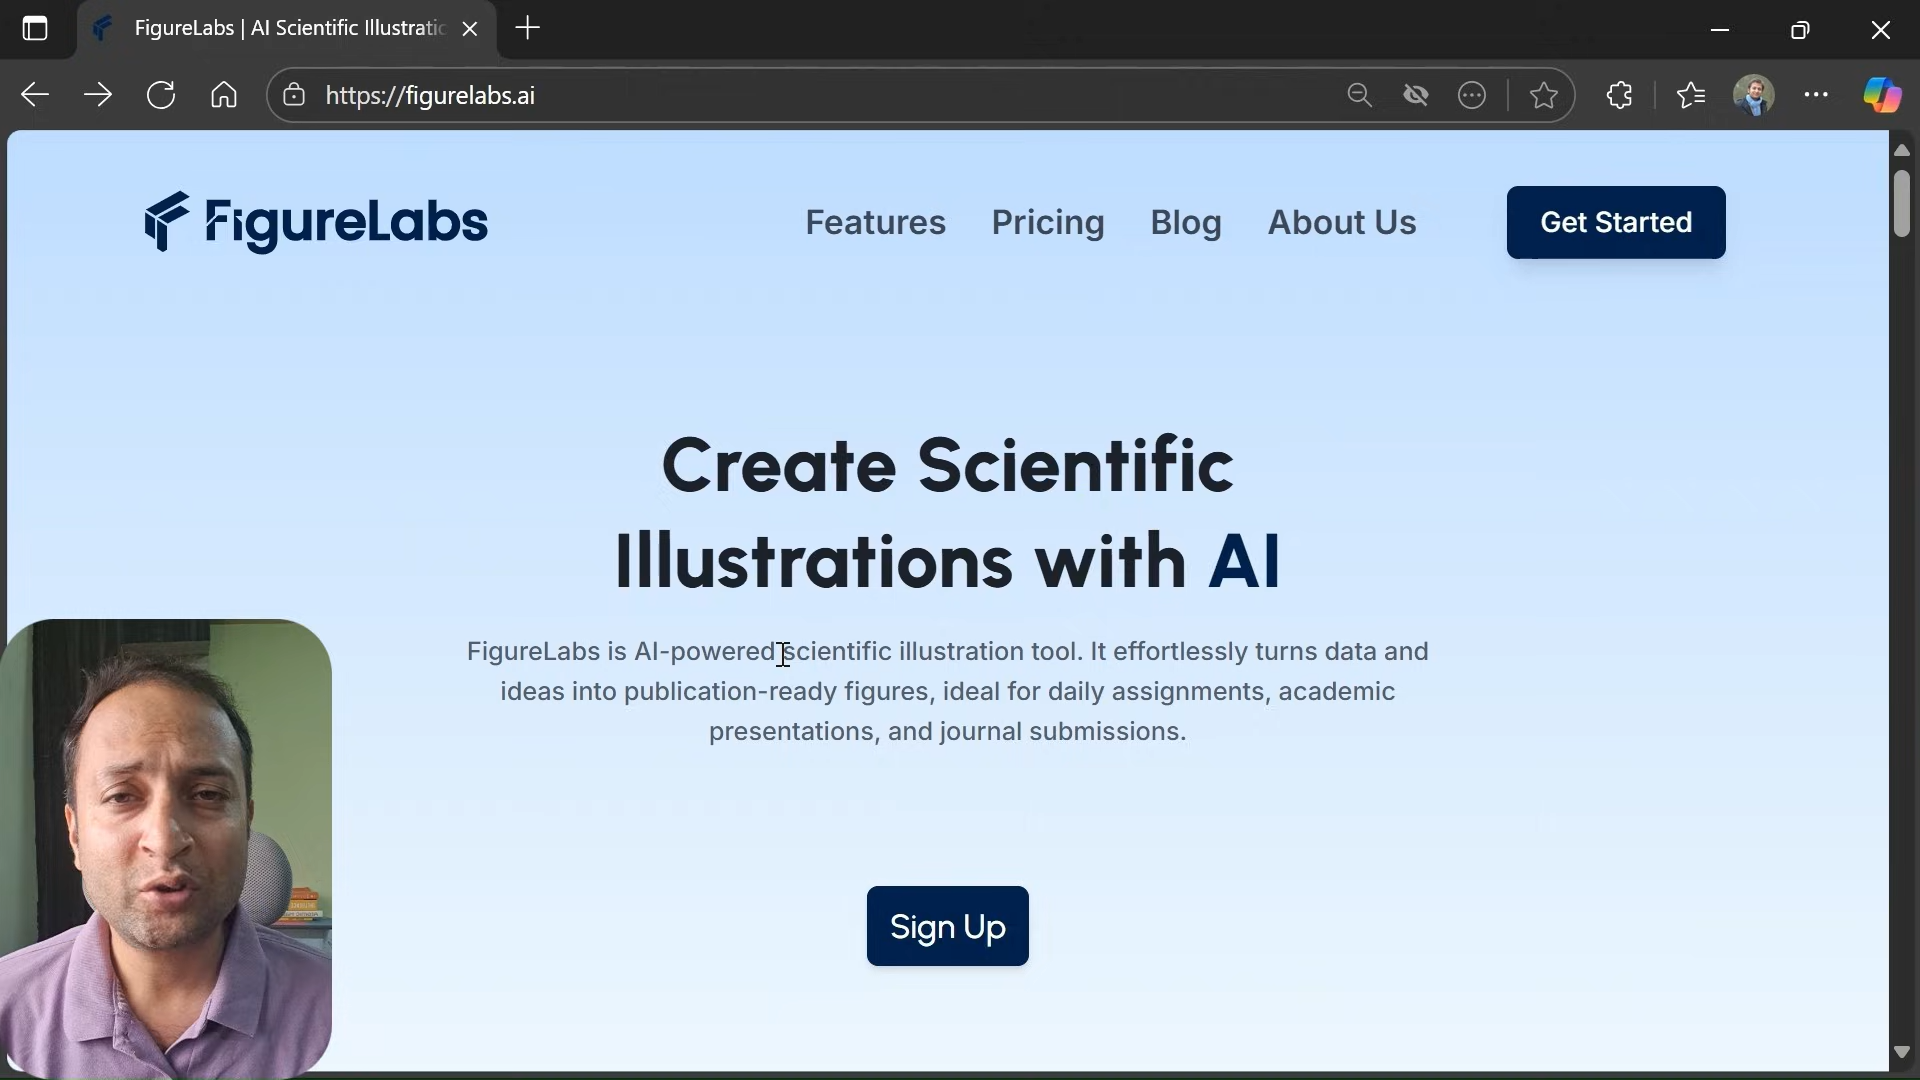 FigureLabs | AI Scientific Illustratic
https://figurelabs.ai
FigureLabs
Features
Pricing
Blog
About Us
Get Started
Create Scientific
Illustrations with AI
FigureLabs is AI-powered scientific illustration tool. It effortlessly turns data and
ideas into publication-ready figures, ideal for daily assignments, academic
presentations, and journal submissions.
Sign Up